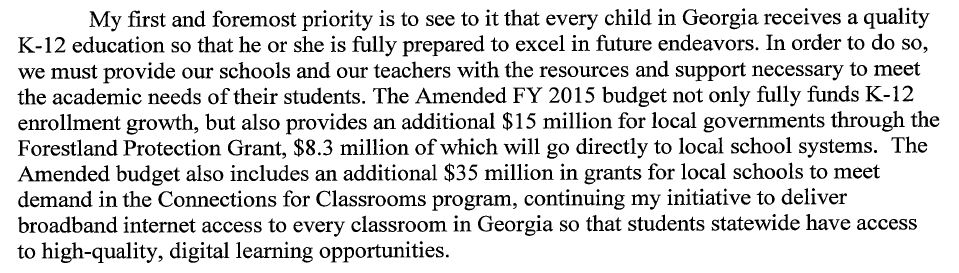 My first and foremost priority is to see to it that every child in Georgia receives a quality
K-12 education so that he or she is fully prepared to excel in future endeavors. In order to do so,
we must provide our schools and our teachers with the resources and support necessary to meet
the academic needs of their students. The Amended FY 2015 budget not only fully funds K-12
enrollment growth, but also provides an additional $15 million for local governments through the
Forestland Protection Grant, $8.3 million of which will go directly to local school systems. The
Amended budget also includes an additional $35 million in grants for local schools to meet
demand in the Connections for Classrooms program, continuing my initiative to deliver
broadband internet access to every classroom in Georgia so that students statewide have access
to high-quality, digital learning opportunities.